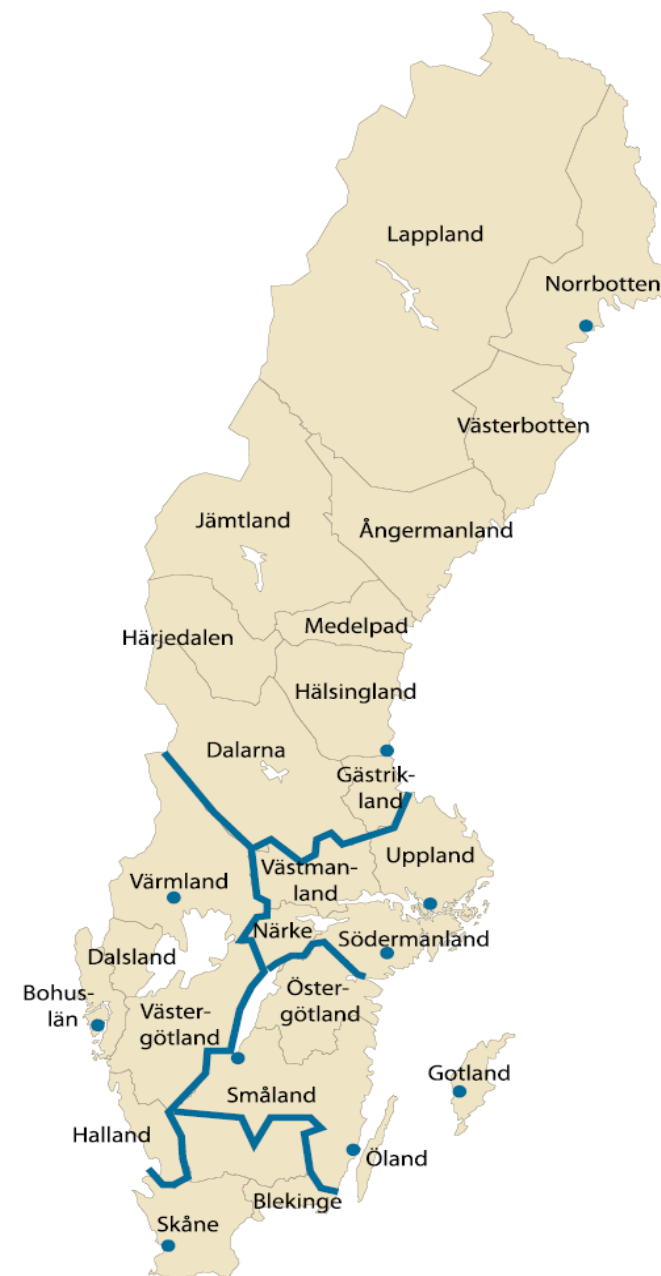 Lappland
Norrbotten
Västerbotten
Jämtland
Ångermanland
Medelpad
Härjedalen
Hälsingland
Dalarna
Gästrik-
land
Uppland
Västman-
land
Värmland
Närke
Södermanland
Dalsland
Bohus-
län
Väster-
götland
Öster-
götland
Gotland
Småland
Halland
Öland
Blekinge
Skåne